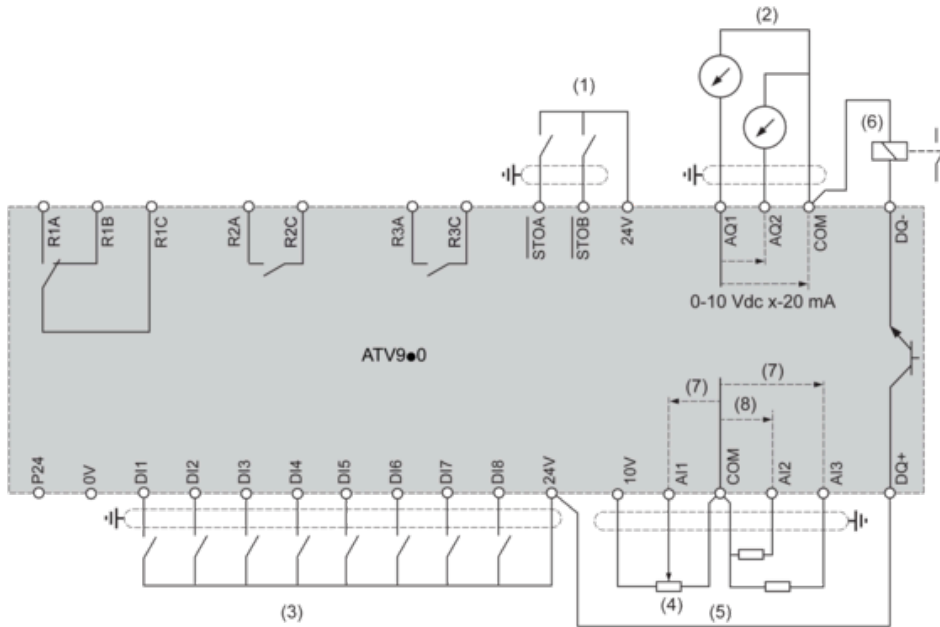 (2)
(1)
(6)
R1A
R1B
R1C
R2A
R2C
R3A
R3C
STOA
STOB
24V
AQ1
AQ2
COM
DQ-
0-10 Vdc x-20 mA
ATV9●0
(7)
(7)
(8)
P24
0V
DI1
DI2
DI3
DI4
DI5
DI6
DI7
DI8
24V
10V
AI1
COM
AI2
AI3
DQ+
(3)
(4)
(5)